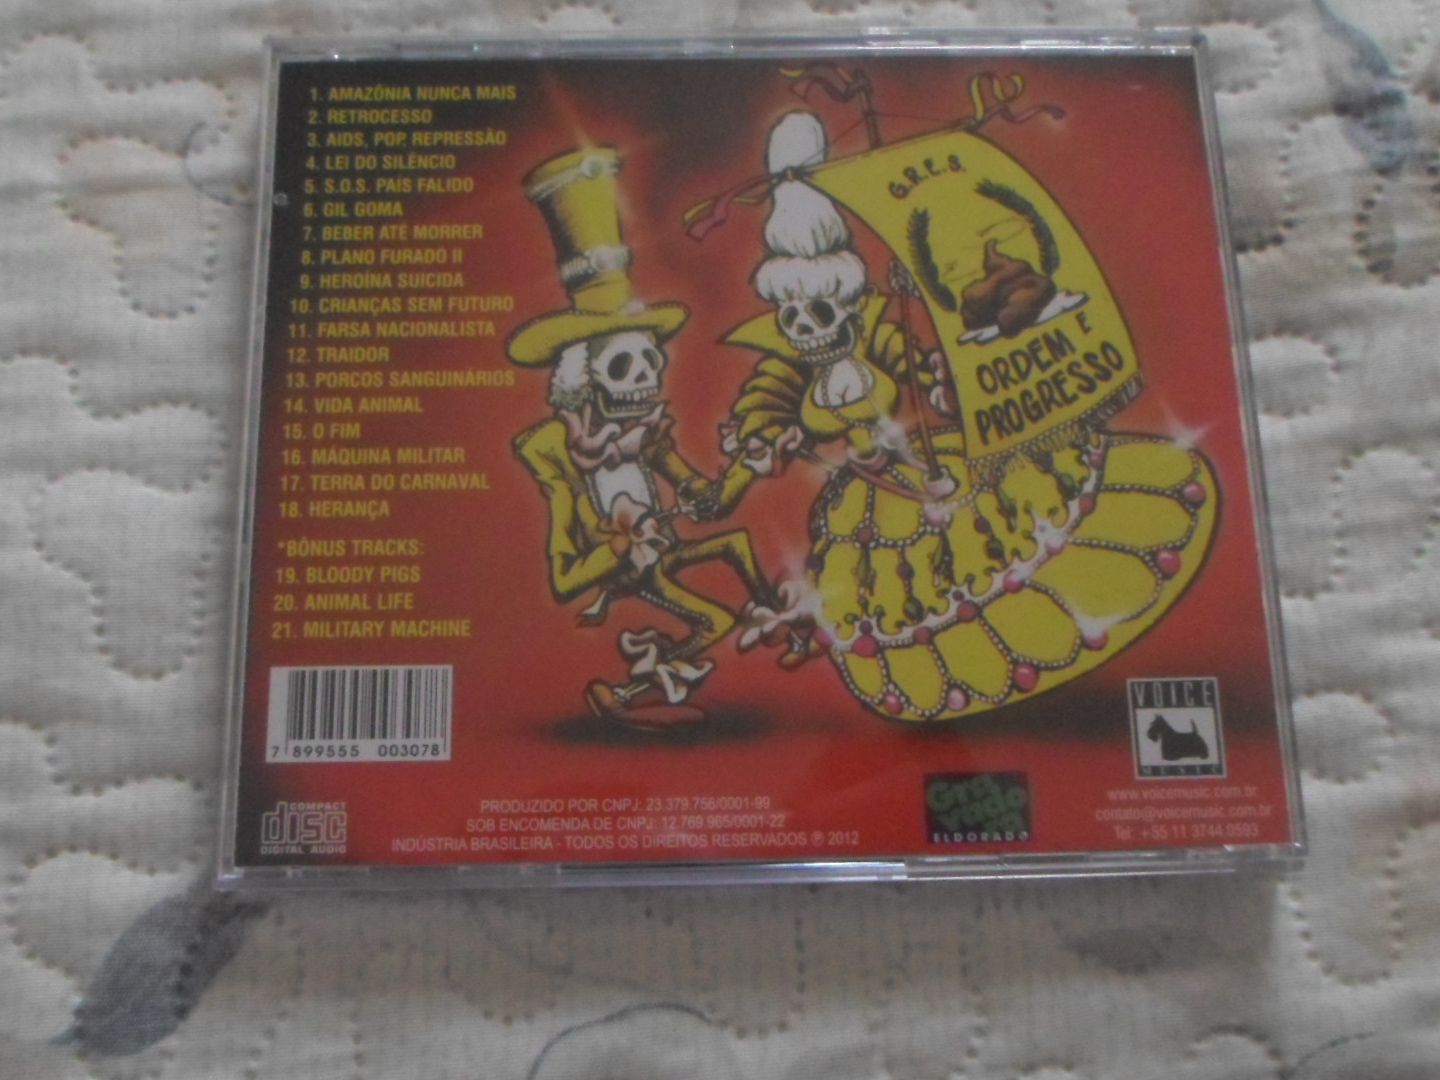 1. AMAZÔNIA NUNCA MAIS
2. RETROCESSO
3. AIDS, POP, REPRESSÃO
4. LEI DO SILÊNCIO
5. S.O.S. PAÍS FALIDO
6. GIL GOMA
7. BEBER ATÉ MORRER
8. PLANO FURADO II
9. HEROÍNA SUICIDA
10. CRIANÇAS SEM FUTURO
11. FARSA NACIONALISTA
12. TRAIDOR
13. PORCOS SANGUINÁRIOS
14. VIDA ANIMAL
15. O FIM
16. MÁQUINA MILITAR
17. TERRA DO CARNAVAL
18. HERANÇA
*BÔNUS TRACKS:
19. BLOODY PIGS
20. ANIMAL LIFE
21. MILITARY MACHINE
G.R.E.S.
ORDEM E
PROGRESSO
7 899555 003078
COMPACT
disc
DIGITAL AUDIO
PRODUZIDO POR CNPJ: 23.379.756/0001-99
SOB ENCOMENDA DE CNPJ: 12.769.965/0001-22
INDÚSTRIA BRASILEIRA - TODOS OS DIREITOS RESERVADOS ℗ 2012
Gra
vado
ra
ELDORADO
VOICE
MUSIC
www.voicemusic.com.br
contato@voicemusic.com.br
Tel: +55 11 3744.0593